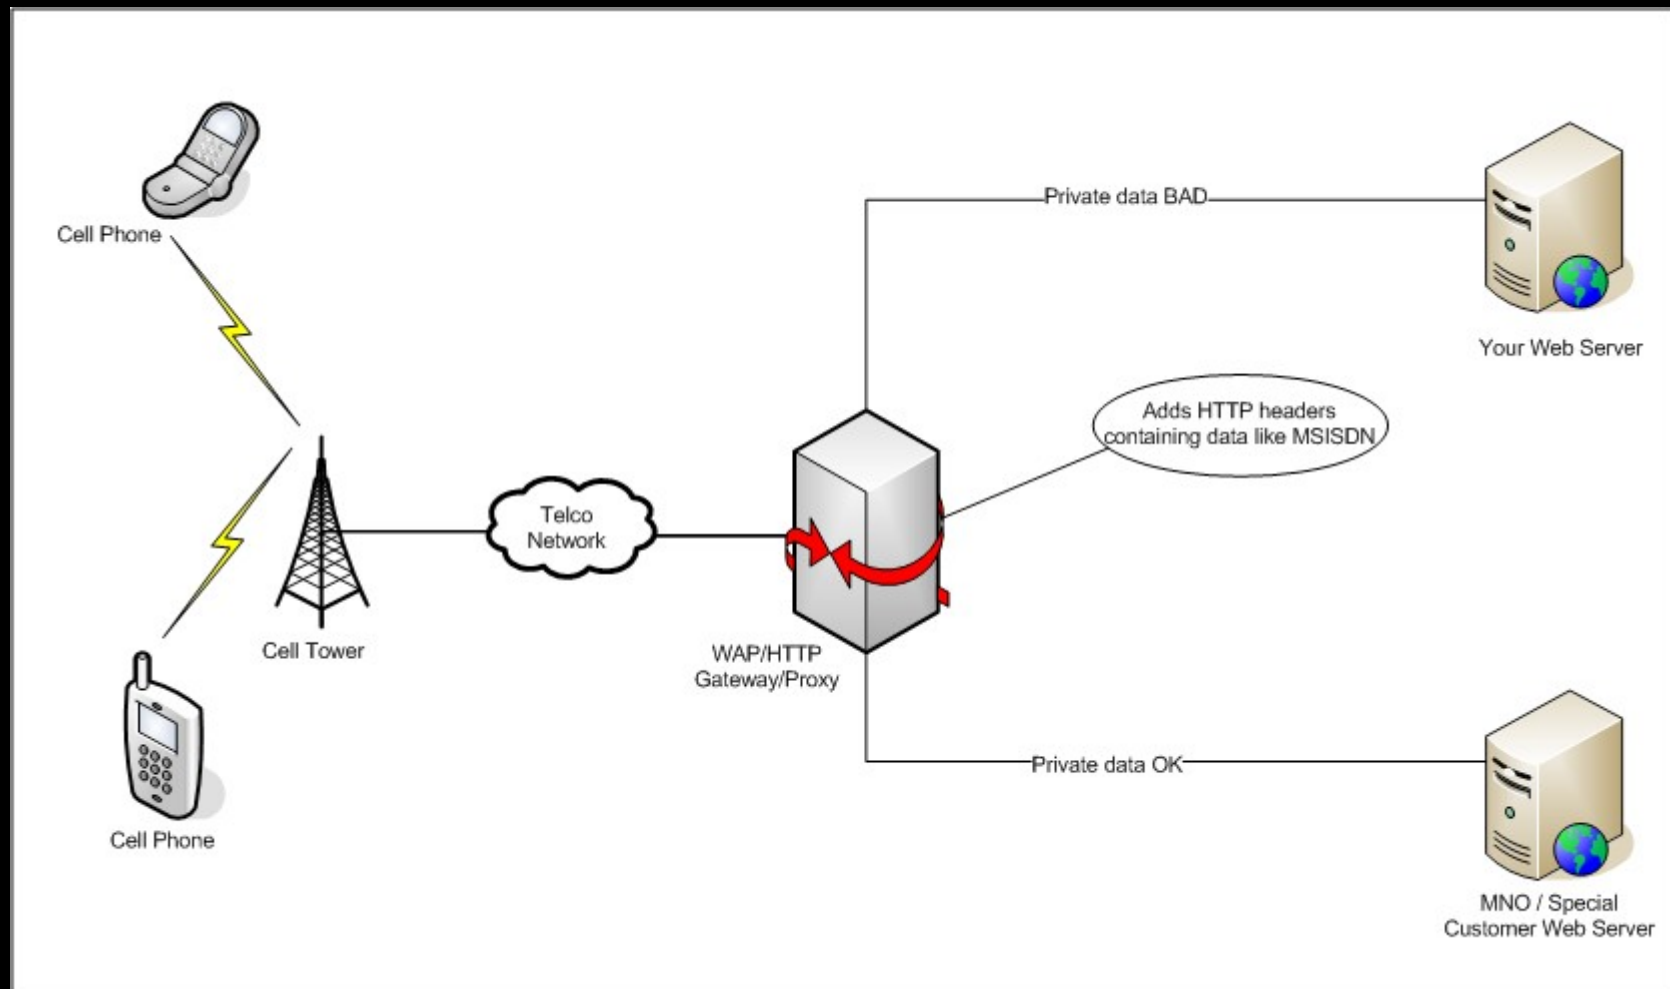 Cell Phone
Private data BAD
Your Web Server
Adds HTTP headers
containing data like MSISDN
Telco
Network
Cell Tower
WAP/HTTP
Gateway/Proxy
Private data OK
Cell Phone
MNO / Special
Customer Web Server